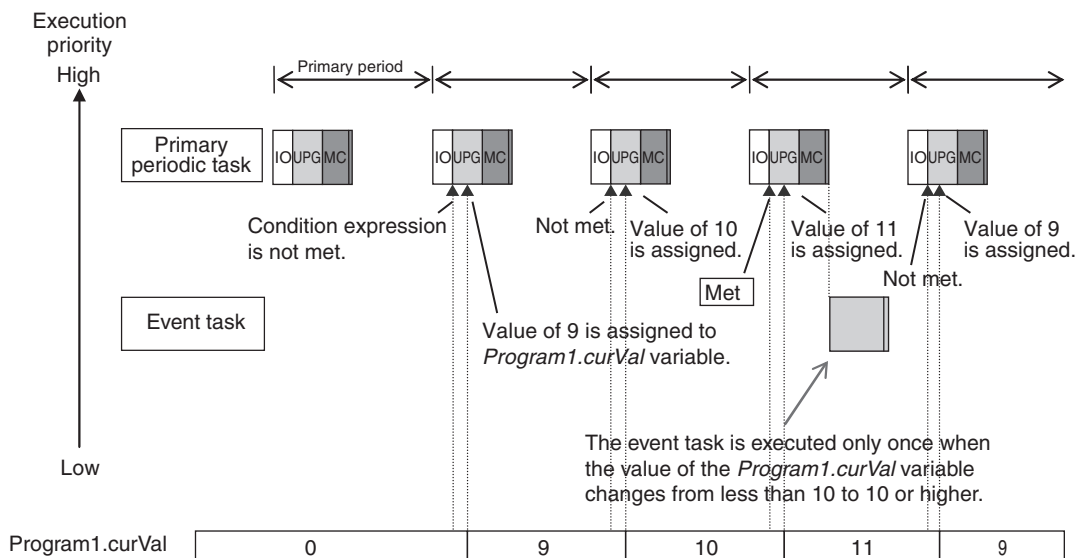 Execution
priority
High
Primary period
Primary
periodic task
IO UPG MC
IO UPG MC
IO UPG MC
IO UPG MC
IO UPG MC
Condition expression
is not met.
Not met.
Value of 10
is assigned.
Value of 11
is assigned.
Not met.
Value of 9
is assigned.
Met
Event task
Value of 9 is assigned to
Program1.curVal variable.
The event task is executed only once when
the value of the Program1.curVal variable
changes from less than 10 to 10 or higher.
Low
Program1.curVal
0
9
10
11
9